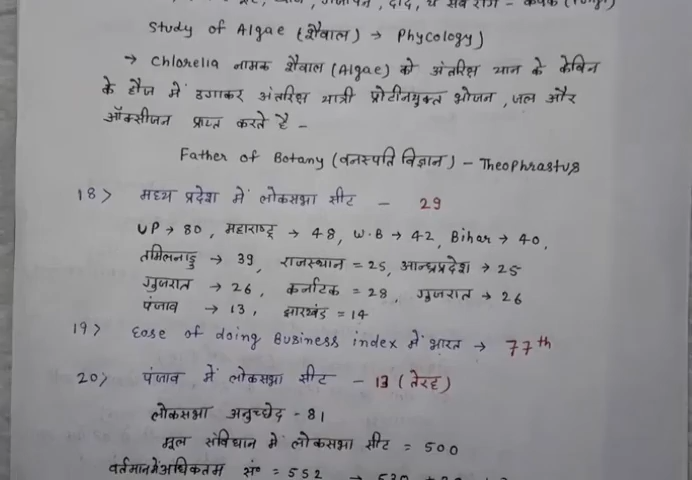 दाद, ये सब रोग - कवक (Fungi)
Study of Algae (शैवाल) → Phycology)
→ Chlorella नामक शैवाल (Algae) को अंतरिक्ष यान के केबिन
के हौज में उगाकर अंतरिक्ष यात्री प्रोटीनयुक्त भोजन, जल और
ऑक्सीजन प्राप्त करते है -
Father of Botany (वनस्पति विज्ञान) - Theophrastus
18> मध्य प्रदेश में लोकसभा सीट - 29
UP → 80, महाराष्ट्र → 48, W.B → 42, Bihar → 40,
तमिलनाडु → 39, राजस्थान = 25, आन्ध्रप्रदेश → 25
गुजरात → 26, कर्नाटक = 28, गुजरात → 26
पंजाब → 13, झारखंड = 14
19> Ease of doing Business index में भारत → 77th
20> पंजाब में लोकसभा सीट - 13 (तेरह)
लोकसभा अनुच्छेद - 81
मूल संविधान में लोकसभा सीट = 500
वर्तमान में अधिकतम सं० = 552 →